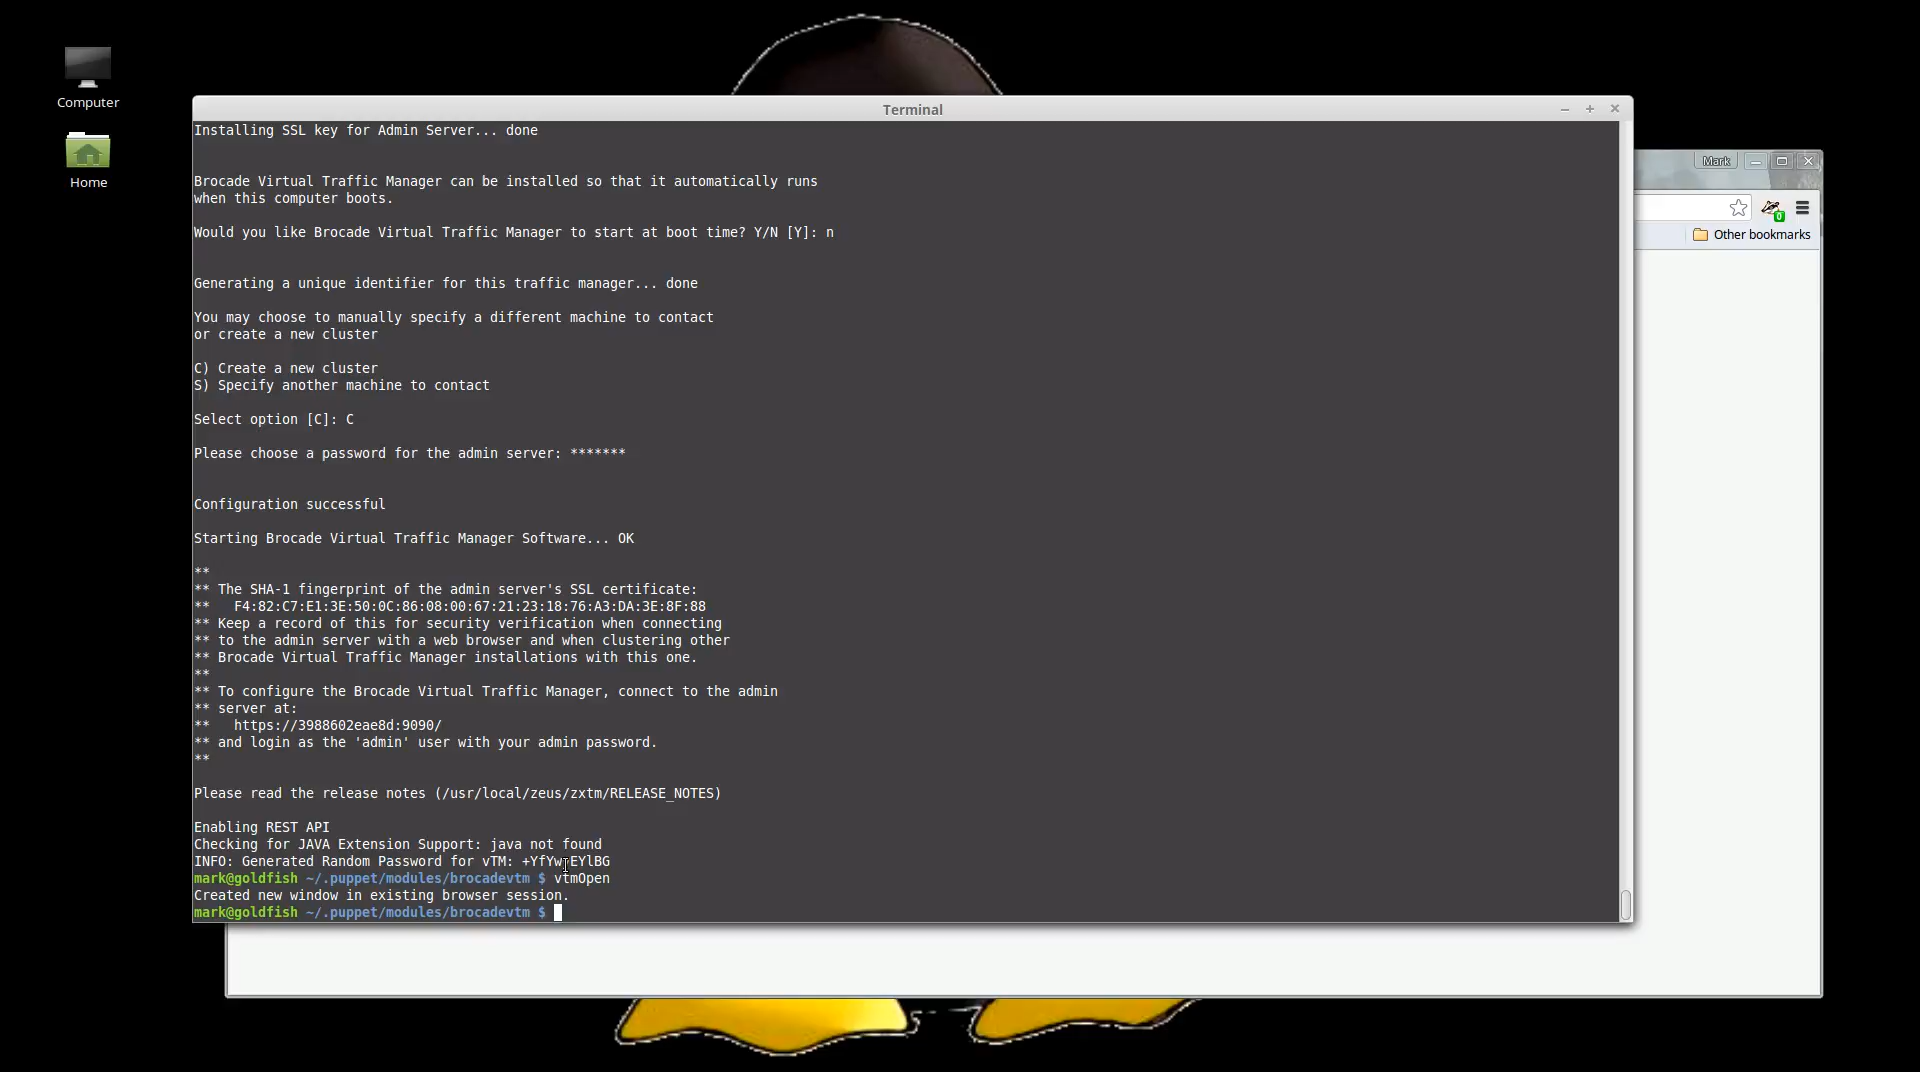 Computer
Home
Terminal
Mark
Other bookmarks
0
Installing SSL key for Admin Server... done
Brocade Virtual Traffic Manager can be installed so that it automatically runs
when this computer boots.
Would you like Brocade Virtual Traffic Manager to start at boot time? Y/N [Y]: n
Generating a unique identifier for this traffic manager... done
You may choose to manually specify a different machine to contact
or create a new cluster
C) Create a new cluster
S) Specify another machine to contact
Select option [C]: C
Please choose a password for the admin server: *******
Configuration successful
Starting Brocade Virtual Traffic Manager Software... OK
**
** The SHA-1 fingerprint of the admin server's SSL certificate:
**   F4:82:C7:E1:3E:50:0C:86:08:00:67:21:23:18:76:A3:DA:3E:8F:88
** Keep a record of this for security verification when connecting
** to the admin server with a web browser and when clustering other
** Brocade Virtual Traffic Manager installations with this one.
**
** To configure the Brocade Virtual Traffic Manager, connect to the admin
** server at:
**   https://3988602eae8d:9090/
** and login as the 'admin' user with your admin password.
**
Please read the release notes (/usr/local/zeus/zxtm/RELEASE_NOTES)
Enabling REST API
Checking for JAVA Extension Support: java not found
INFO: Generated Random Password for vTM:
mark@goldfish ~/.puppet/modules/brocadevtm $ vtmOpen
Created new window in existing browser session.
mark@goldfish ~/.puppet/modules/brocadevtm $